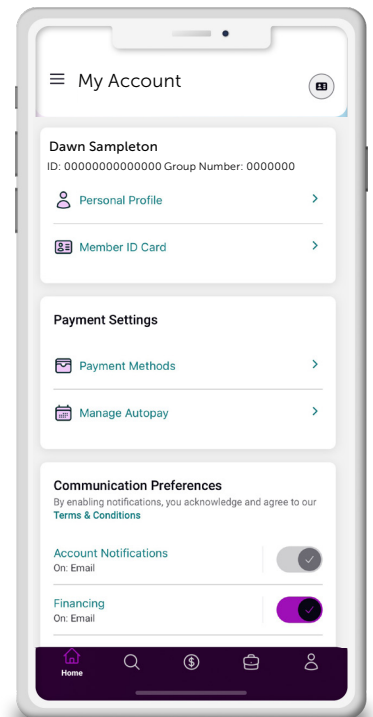 My Account
Dawn Sampleton
ID: 00000000000000 Group Number: 0000000
Personal Profile
Member ID Card
Payment Settings
Payment Methods
Manage Autopay
Communication Preferences
By enabling notifications, you acknowledge and agree to our
Terms & Conditions
Account Notifications
On: Email
Financing
On: Email
$
Home